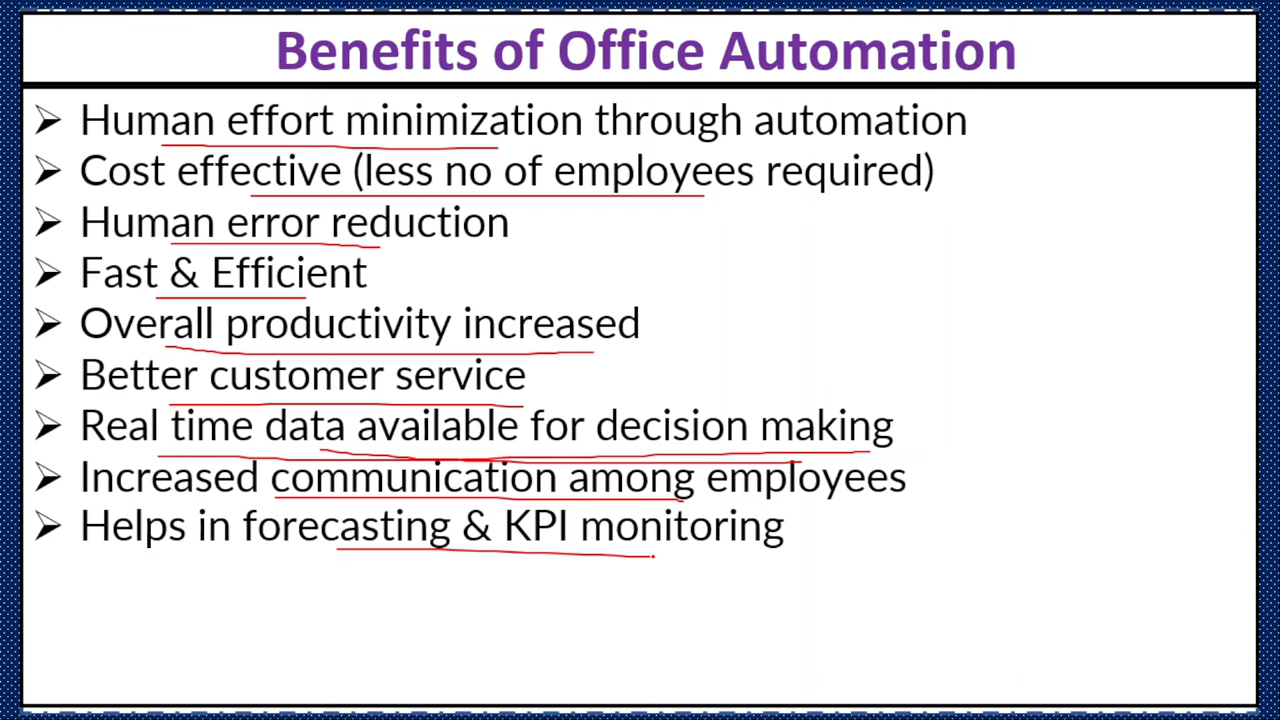 Benefits of Office Automation
➢ Human effort minimization through automation
➢ Cost effective (less no of employees required)
➢ Human error reduction
➢ Fast & Efficient
➢ Overall productivity increased
➢ Better customer service
➢ Real time data available for decision making
➢ Increased communication among employees
➢ Helps in forecasting & KPI monitoring